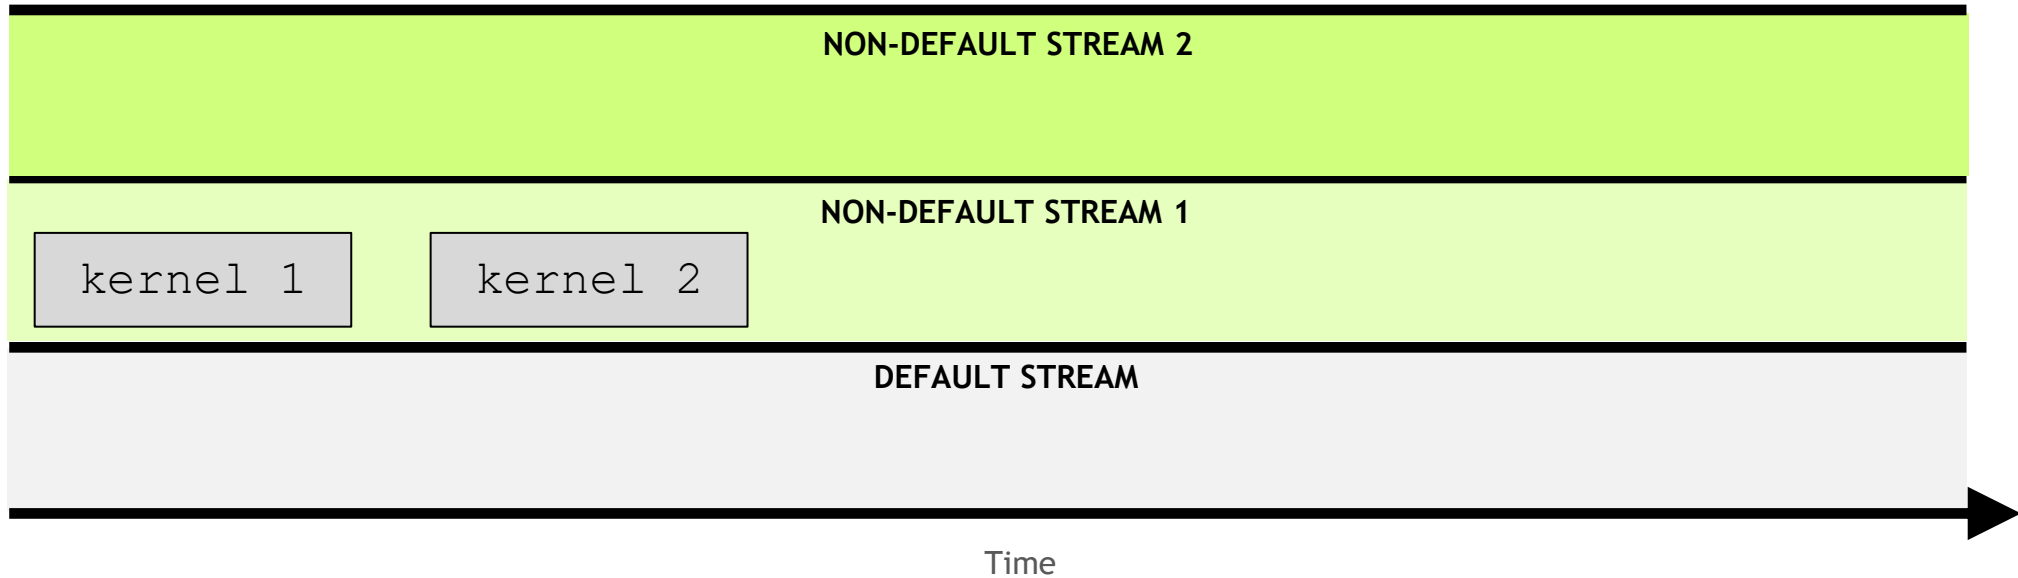 NON-DEFAULT STREAM 2
NON-DEFAULT STREAM 1
kernel 1
kernel 2
DEFAULT STREAM
Time